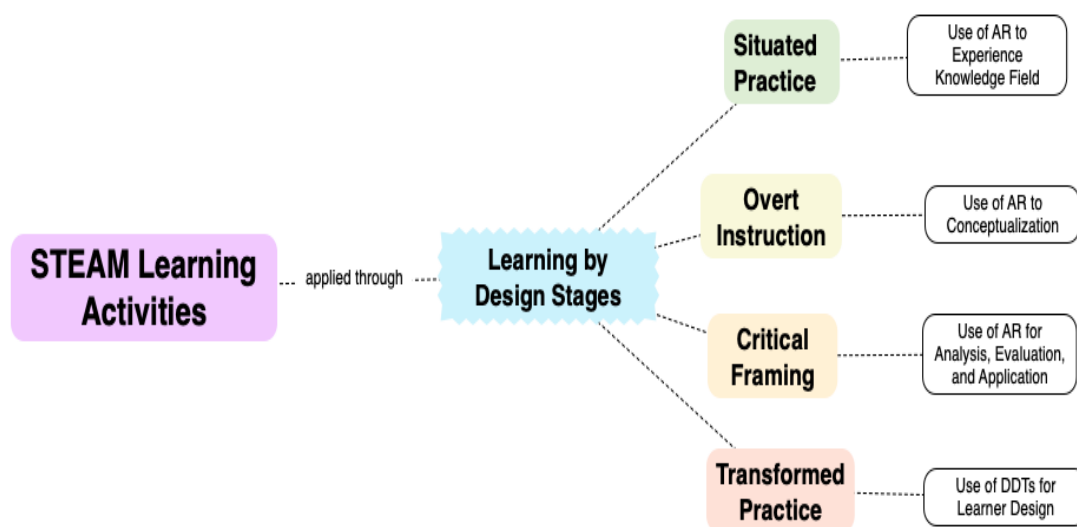 STEAM Learning
Activities
applied through
Learning by
Design Stages
Situated
Practice
Use of AR to
Experience
Knowledge Field
Overt
Instruction
Use of AR to
Conceptualization
Critical
Framing
Use of AR for
Analysis, Evaluation,
and Application
Transformed
Practice
Use of DDTs for
Learner Design